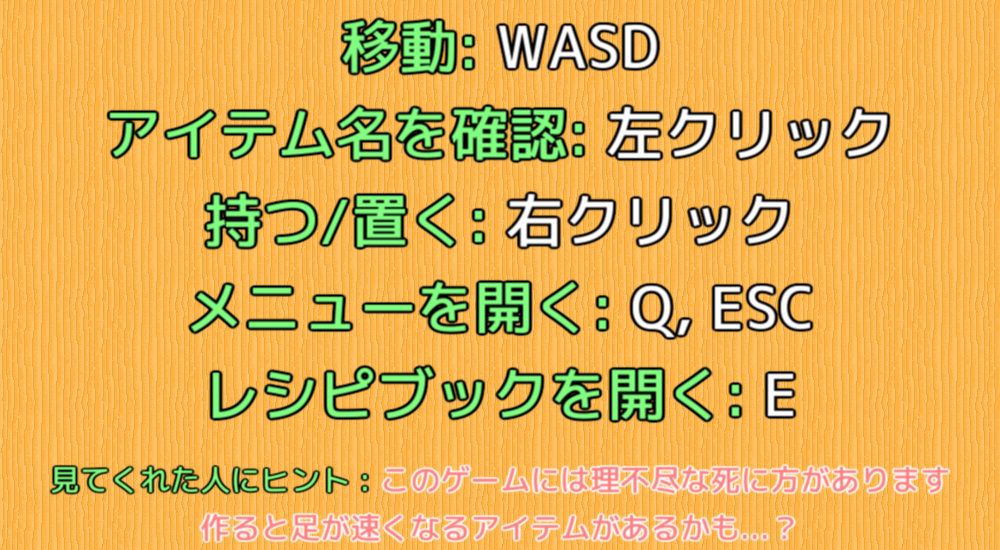 移動: WASD
アイテム名を確認: 左クリック
持つ/置く: 右クリック
メニューを開く: Q, ESC
レシピブックを開く: E
見てくれた人にヒント : このゲームには理不尽な死に方があります
作ると足が速くなるアイテムがあるかも...？